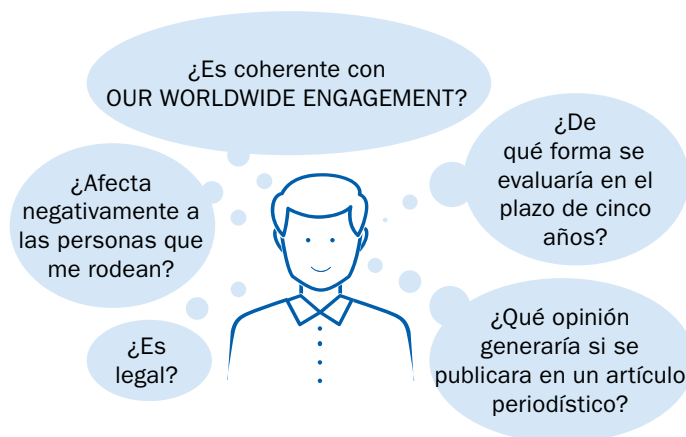 ¿Es coherente con
OUR WORLDWIDE ENGAGEMENT?
¿De
qué forma se
evaluaría en el
plazo de cinco
años?
¿Afecta
negativamente a
las personas que
me rodean?
¿Es
legal?
¿Qué opinión
generaría si se
publicara en un artículo
periodístico?